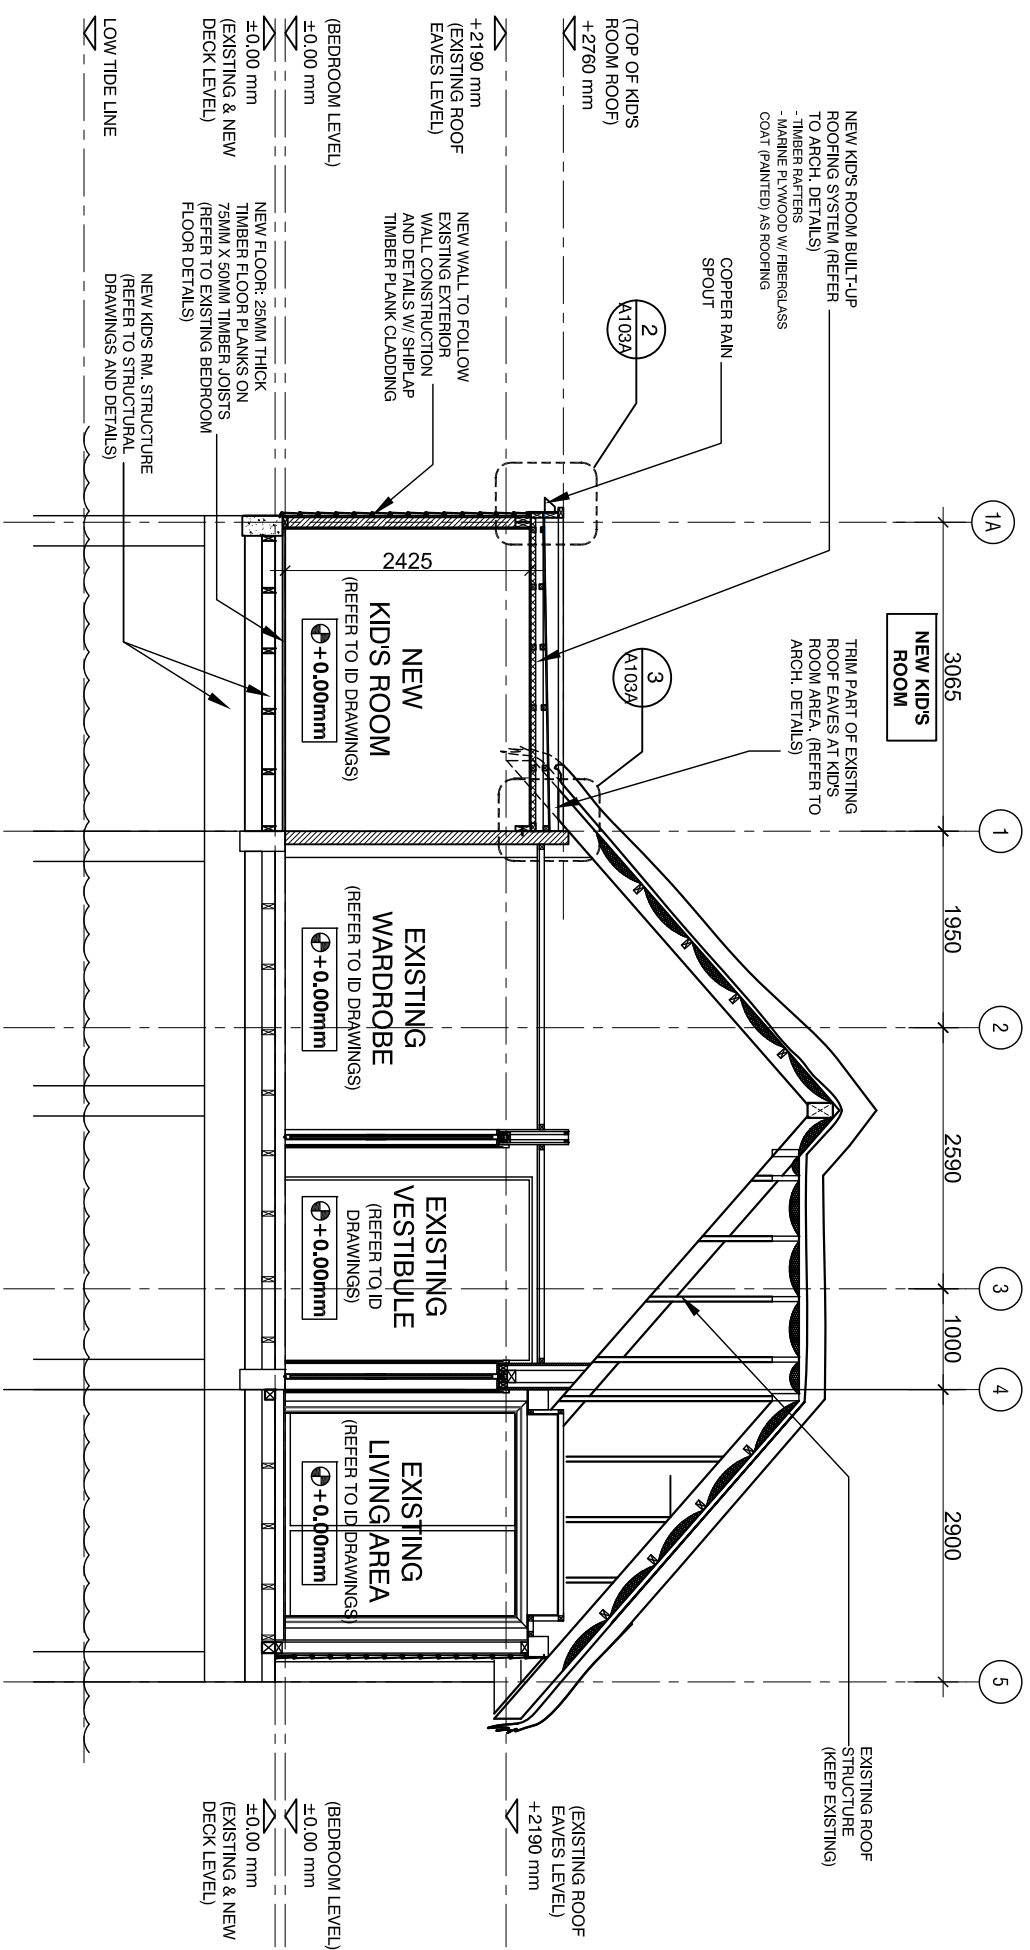 1A
1
2
3
4
5
3065
1950
2590
1000
2900
NEW KID'S
ROOM
NEW KID'S ROOM BUILT-UP
ROOFING SYSTEM (REFER
TO ARCH. DETAILS)
- TIMBER RAFTERS
- MARINE PLYWOOD W/ FIBERGLASS
COAT (PAINTED) AS ROOFING
COPPER RAIN
SPOUT
2
A103A
TRIM PART OF EXISTING
ROOF EAVES AT KID'S
ROOM AREA. (REFER TO
ARCH. DETAILS)
3
A103A
EXISTING ROOF
STRUCTURE
(KEEP EXISTING)
(TOP OF KID'S
ROOM ROOF)
+2760 mm
+2190 mm
(EXISTING ROOF
EAVES LEVEL)
(BEDROOM LEVEL)
±0.00 mm
±0.00 mm
(EXISTING & NEW
DECK LEVEL)
LOW TIDE LINE
NEW WALL TO FOLLOW
EXISTING EXTERIOR
WALL CONSTRUCTION
AND DETAILS W/ SHIPLAP
TIMBER PLANK CLADDING
NEW FLOOR: 25MM THICK
TIMBER FLOOR PLANKS ON
75MM X 50MM TIMBER JOISTS
(REFER TO EXISTING BEDROOM
FLOOR DETAILS)
NEW KID'S RM. STRUCTURE
(REFER TO STRUCTURAL
DRAWINGS AND DETAILS)
2425
NEW
KID'S ROOM
(REFER TO ID DRAWINGS)
+0.00mm
EXISTING
WARDROBE
(REFER TO ID DRAWINGS)
+0.00mm
EXISTING
VESTIBULE
(REFER TO ID
DRAWINGS)
+0.00mm
EXISTING
LIVING AREA
(REFER TO ID DRAWINGS)
+0.00mm
(EXISTING ROOF
EAVES LEVEL)
+2190 mm
(BEDROOM LEVEL)
±0.00 mm
±0.00 mm
(EXISTING & NEW
DECK LEVEL)